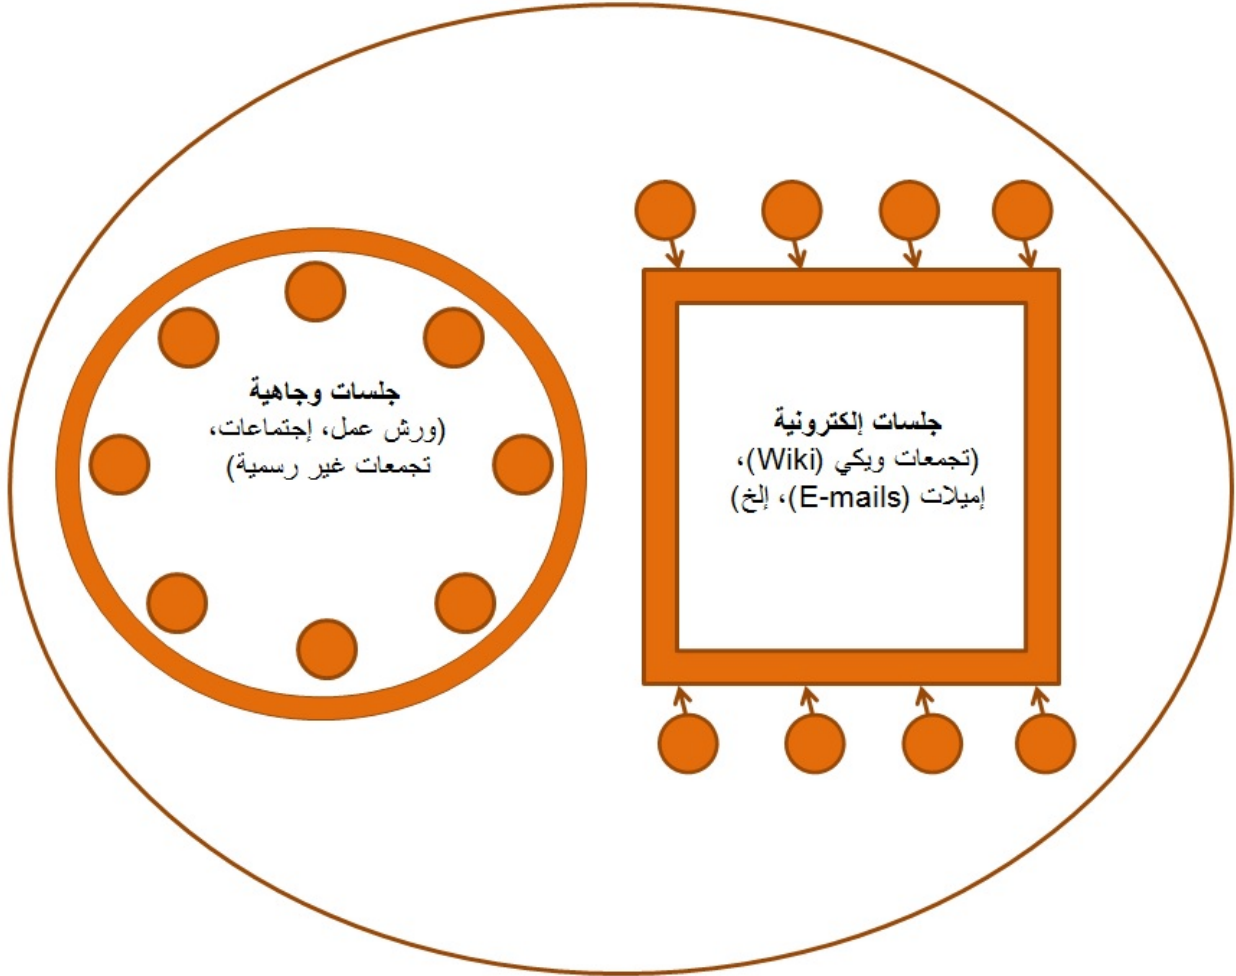 جلسات وجاهية
(ورش عمل، إجتماعات،
تجمعات غير رسمية)
جلسات إلكترونية
(تجمعات ويكي (Wiki)،
إميلات (E-mails)، إلخ)